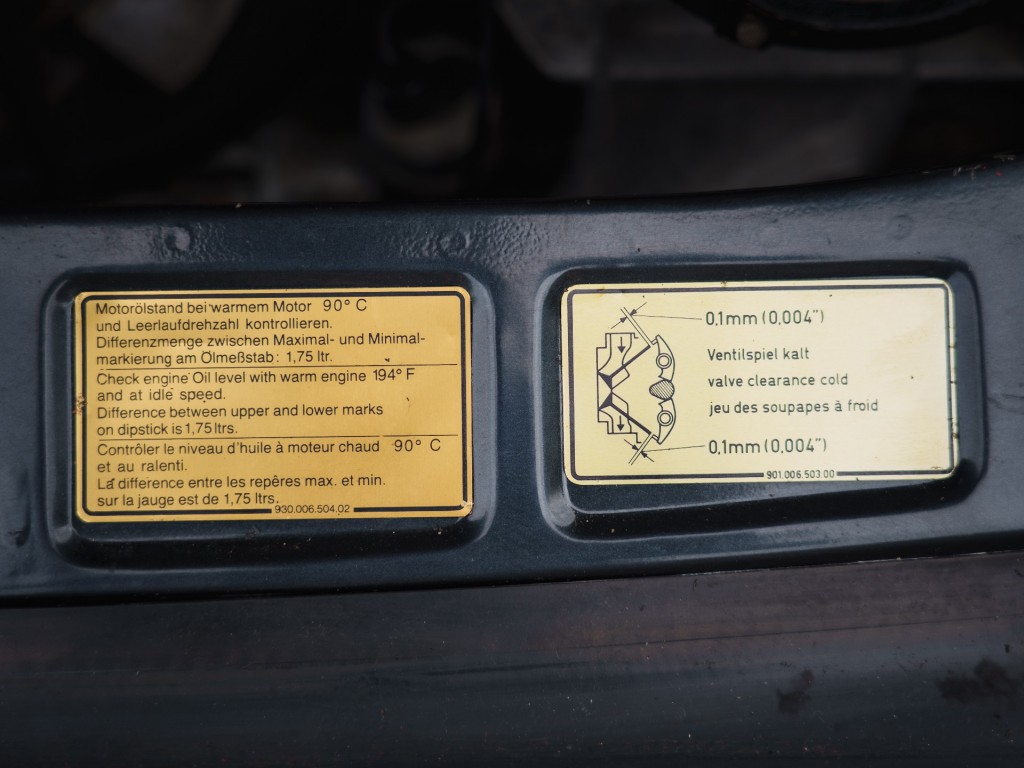 Motorölstand bei warmem Motor 90° C
und Leerlaufdrehzahl kontrollieren.
Differenzmenge zwischen Maximal- und Minimal-
markierung am Ölmeßstab: 1,75 ltr.
Check engine Oil level with warm engine 194° F
and at idle speed.
Difference between upper and lower marks
on dipstick is 1,75 ltrs.
Contrôler le niveau d'huile à moteur chaud 90° C
et au ralenti.
La difference entre les repêres max. et min.
sur la jauge est de 1,75 ltrs.
930.006.504.02
0,1mm (0,004")
Ventilspiel kalt
valve clearance cold
jeu des soupapes à froid
0,1mm (0,004")
901.006.503.00